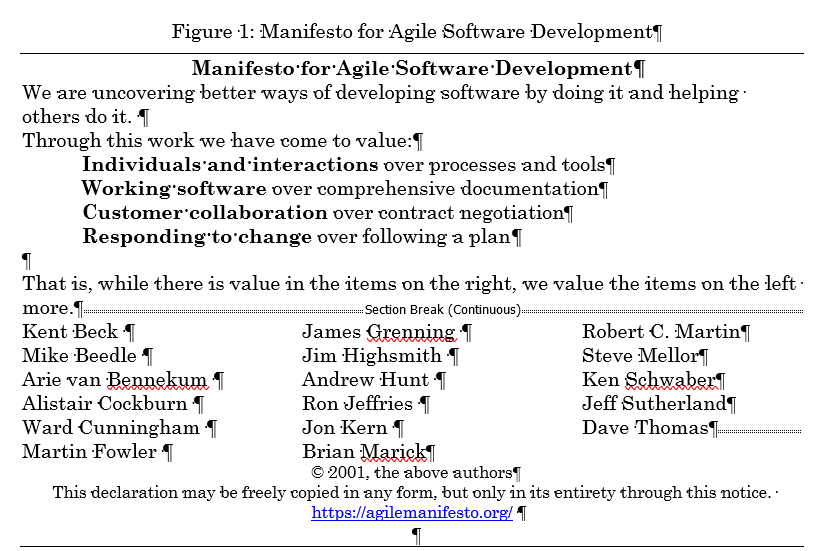 Figure 1: Manifesto for Agile Software Development¶
Manifesto·for·Agile·Software·Development¶
We are uncovering better ways of developing software by doing it and helping·
others do it. ¶
Through this work we have come to value:¶
Individuals·and·interactions over processes and tools¶
Working·software over comprehensive documentation¶
Customer·collaboration over contract negotiation¶
Responding·to·change over following a plan¶
¶
That is, while there is value in the items on the right, we value the items on the left·
more.¶ Section Break (Continuous)
Kent Beck ¶
Mike Beedle ¶
Arie van Bennekum ¶
Alistair Cockburn ¶
Ward Cunningham ¶
Martin Fowler ¶
James Grenning ¶
Jim Highsmith ¶
Andrew Hunt ¶
Ron Jeffries ¶
Jon Kern ¶
Brian Marick¶
Robert C. Martin¶
Steve Mellor¶
Ken Schwaber¶
Jeff Sutherland¶
Dave Thomas¶
© 2001, the above authors¶
This declaration may be freely copied in any form, but only in its entirety through this notice. ·
https://agilemanifesto.org/ ¶
¶